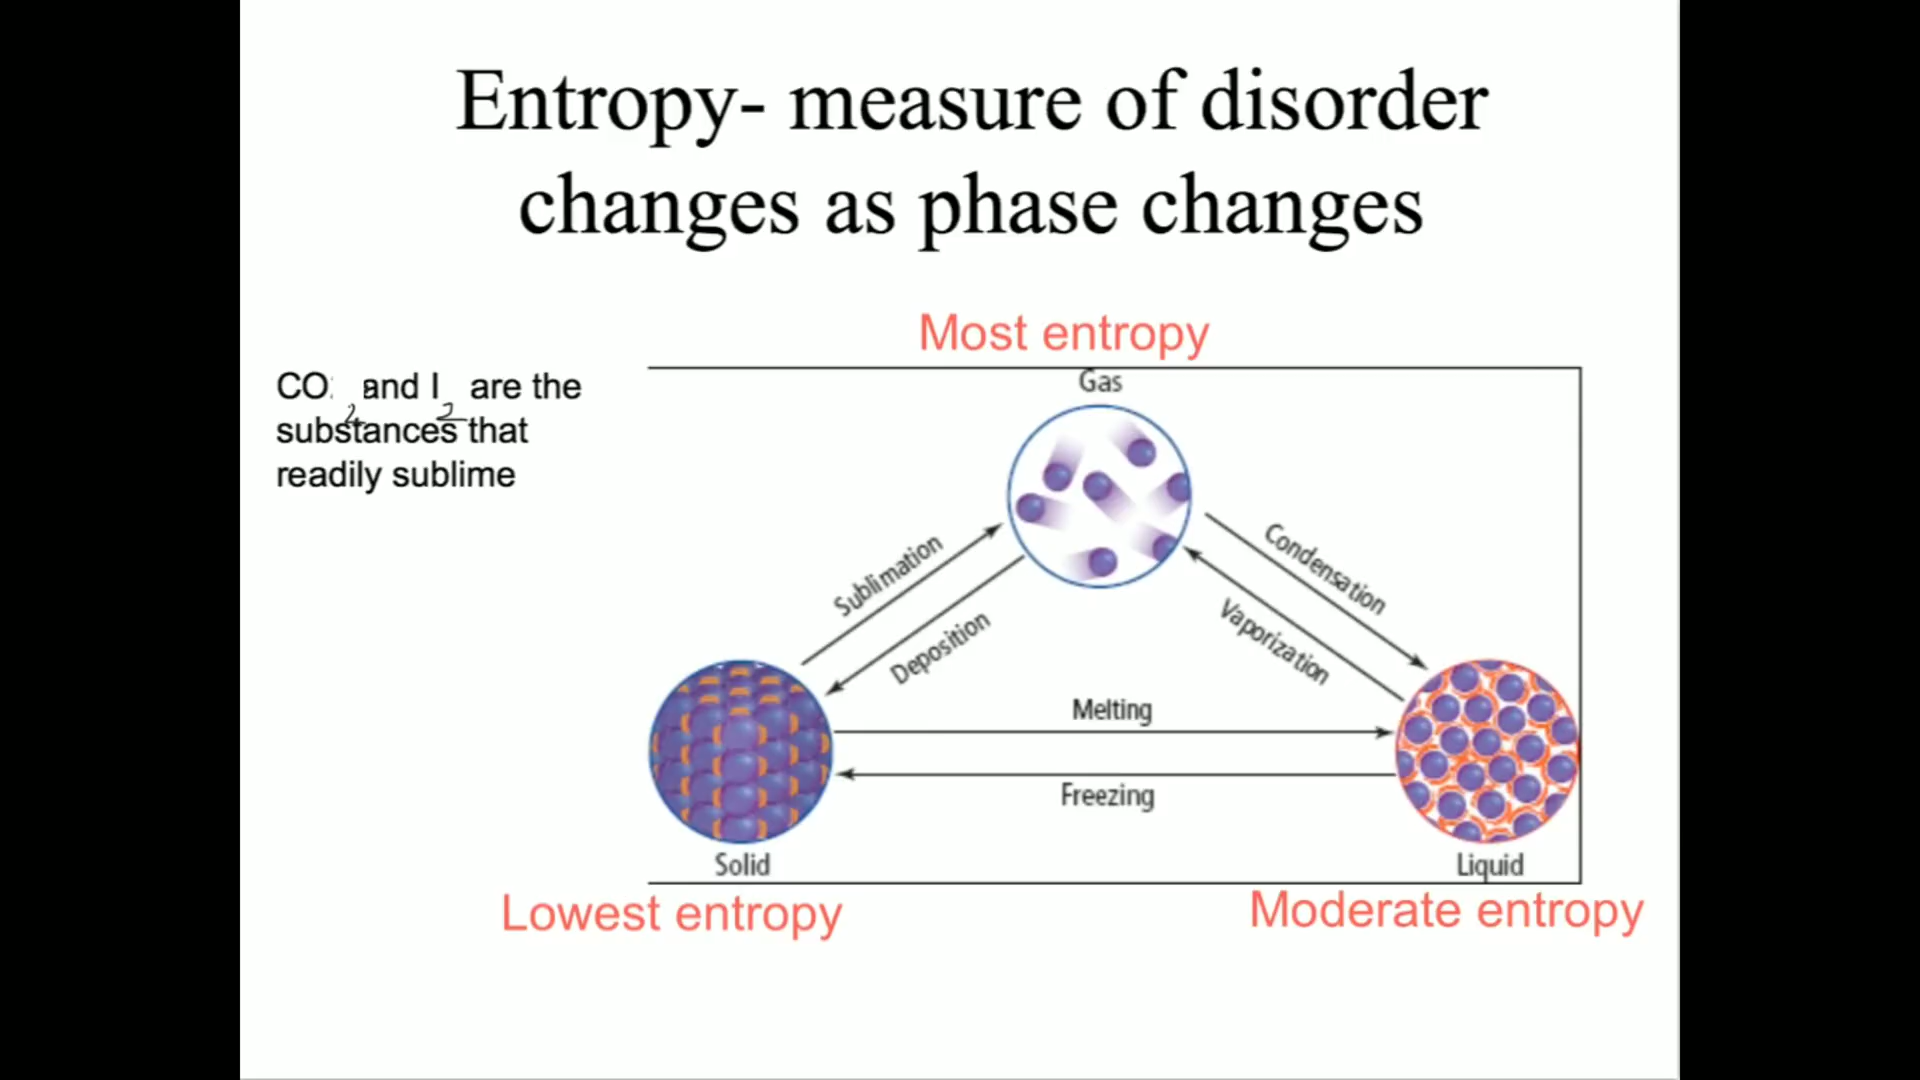 Entropy- measure of disorder
changes as phase changes
Most entropy
CO₂ and I₂ are the
substances that
readily sublime
Gas
Sublimation
Deposition
Condensation
Vaporization
Melting
Freezing
Solid
Liquid
Lowest entropy
Moderate entropy